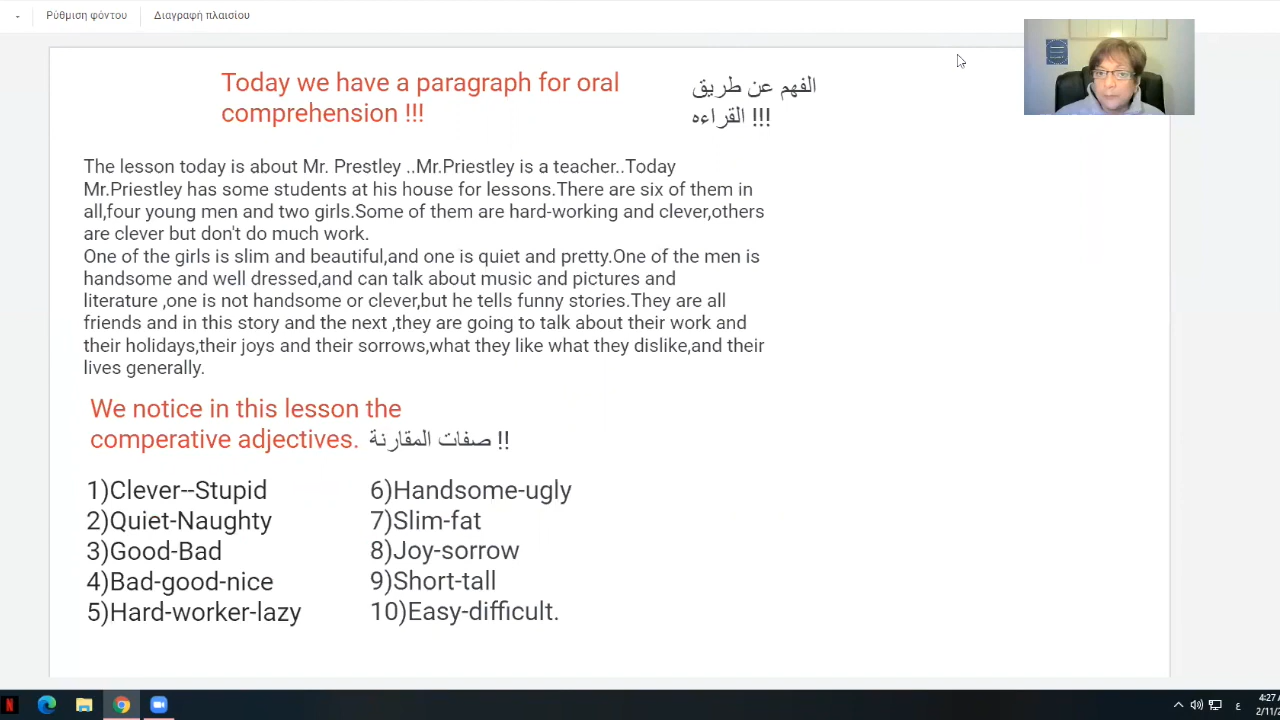 Ρύθμιση φόντου
Διαγραφή πλαισίου
Today we have a paragraph for oral
comprehension !!!
الفهم عن طريق
القراءه !!!
The lesson today is about Mr. Prestley ..Mr.Priestley is a teacher..Today
Mr.Priestley has some students at his house for lessons.There are six of them in
all,four young men and two girls.Some of them are hard-working and clever,others
are clever but don't do much work.
One of the girls is slim and beautiful,and one is quiet and pretty.One of the men is
handsome and well dressed,and can talk about music and pictures and
literature ,one is not handsome or clever,but he tells funny stories.They are all
friends and in this story and the next ,they are going to talk about their work and
their holidays,their joys and their sorrows,what they like what they dislike,and their
lives generally.
We notice in this lesson the
comperative adjectives.
صفات المقارنة !!
1)Clever--Stupid
2)Quiet-Naughty
3)Good-Bad
4)Bad-good-nice
5)Hard-worker-lazy
6)Handsome-ugly
7)Slim-fat
8)Joy-sorrow
9)Short-tall
10)Easy-difficult.
N
ع
4:27
2/11/2